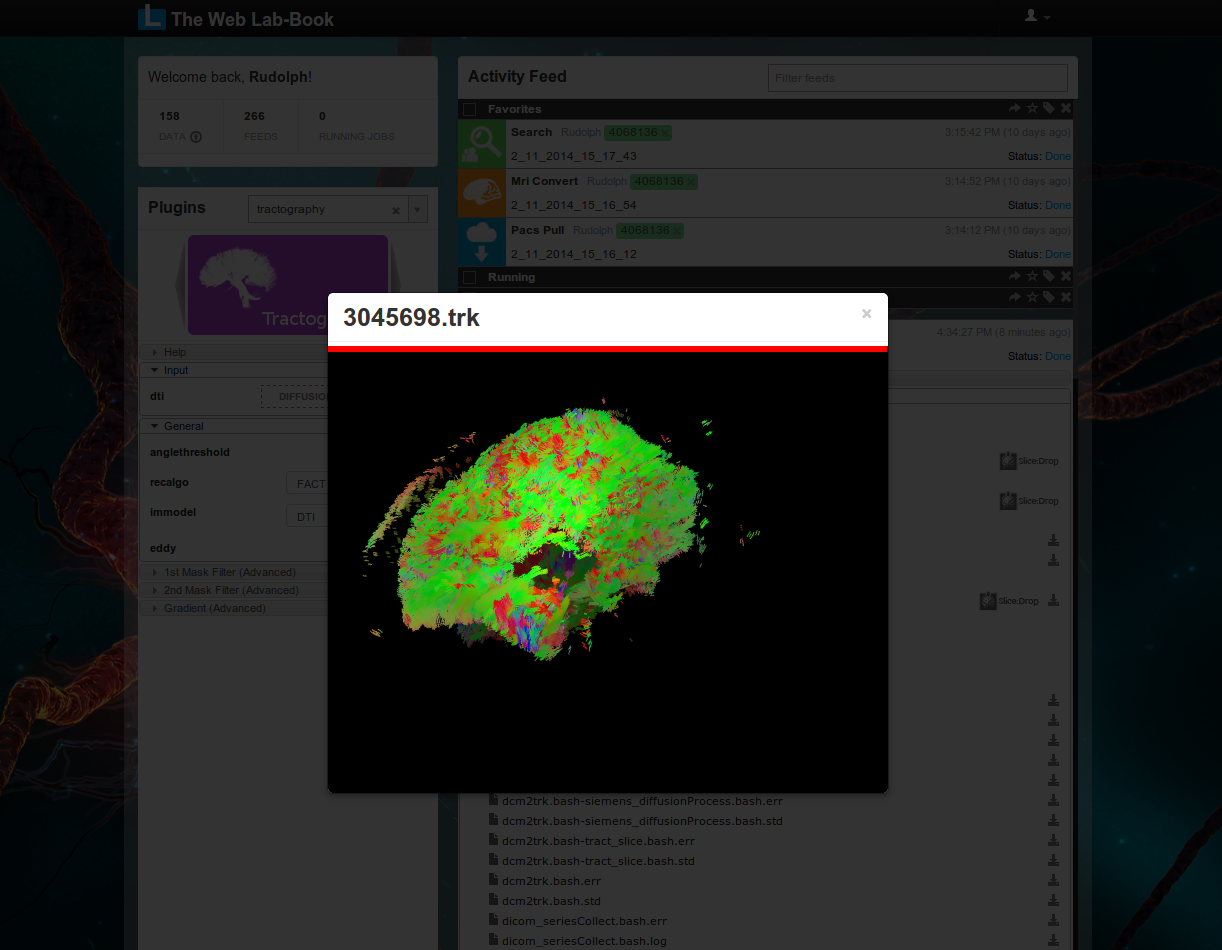 L The Web Lab-Book
Welcome back, Rudolph!
158
266
0
DATA
FEEDS
RUNNING JOBS
Plugins
tractography
Tractog
Help
Input
dti
DIFFUSIO
General
anglethreshold
recalgo
FACT
immodel
DTI
eddy
1st Mask Filter (Advanced)
2nd Mask Filter (Advanced)
Gradient (Advanced)
Activity Feed
Filter feeds
Favorites
Search Rudolph 4068136 ×
3:15:42 PM (10 days ago)
2_11_2014_15_17_43
Status: Done
Mri Convert Rudolph 4068136 ×
3:14:52 PM (10 days ago)
2_11_2014_15_16_54
Status: Done
Pacs Pull Rudolph 4068136 ×
3:14:12 PM (10 days ago)
2_11_2014_15_16_12
Status: Done
Running
3045698.trk ×
4:34:27 PM (8 minutes ago)
Status: Done
Slice:Drop
Slice:Drop
Slice:Drop
dcm2trk.bash-siemens_diffusionProcess.bash.err
dcm2trk.bash-siemens_diffusionProcess.bash.std
dcm2trk.bash-tract_slice.bash.err
dcm2trk.bash-tract_slice.bash.std
dcm2trk.bash.err
dcm2trk.bash.std
dicom_seriesCollect.bash.err
dicom_seriesCollect.bash.log